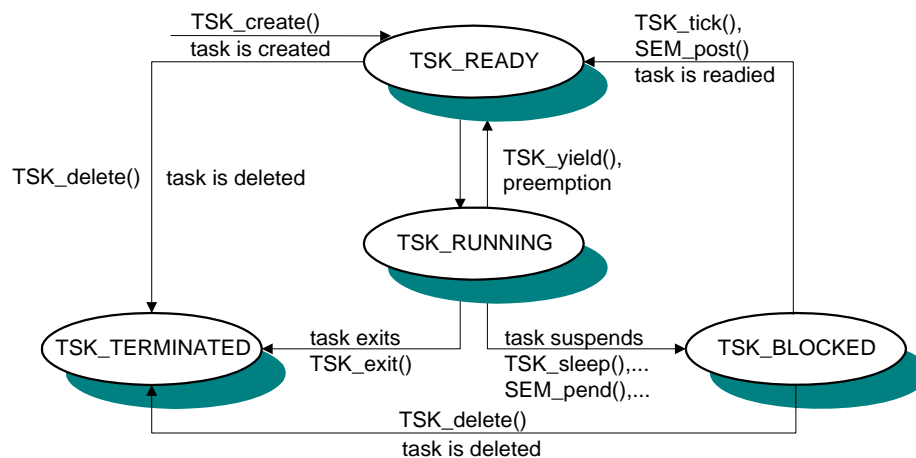 TSK_create()
task is created
TSK_tick(),
SEM_post()
task is readied
TSK_READY
TSK_delete()
task is deleted
TSK_yield(),
preemption
TSK_RUNNING
task exits
TSK_exit()
task suspends
TSK_sleep(),...
SEM_pend(),...
TSK_TERMINATED
TSK_BLOCKED
TSK_delete()
task is deleted